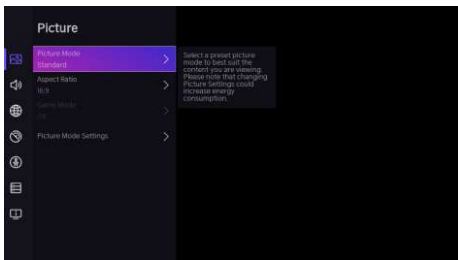 Picture
Picture Mode
Standard
Aspect Ratio
16:9
Game Mode
Picture Mode Settings
Select a preset picture
mode to best suit the
content you are viewing.
Please note that changing
Picture Settings could
increase energy
consumption.